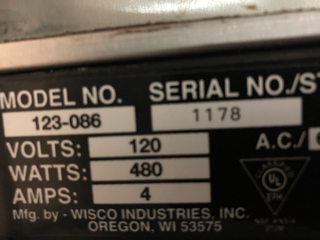 MODEL NO. SERIAL NO./S
123-086 1178
VOLTS: 120 A.C./
WATTS: 480
AMPS: 4
UL
Mfg. by - WISCO INDUSTRIES, INC.
OREGON, WI 53575